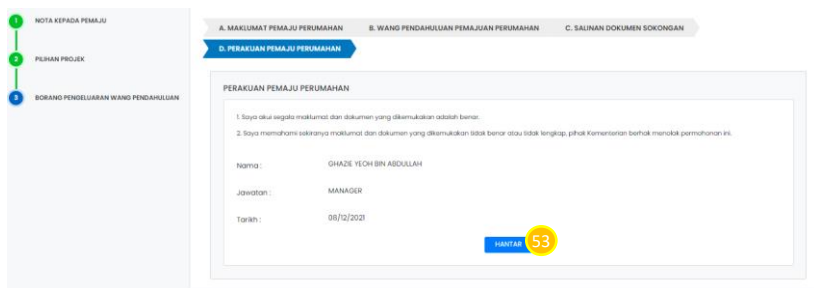 1 NOTA KEPADA PEMAJU
2 PILIHAN PROJEK
3 BORANG PENGELUARAN WANG PENDAHULUAN
A. MAKLUMAT PEMAJU PERUMAHAN B. WANG PENDAHULUAN PEMAJUAN PERUMAHAN C. SALINAN DOKUMEN SOKONGAN
D. PERAKUAN PEMAJU PERUMAHAN
PERAKUAN PEMAJU PERUMAHAN
1. Saya akui segala maklumat dan dokumen yang dikemukakan adalah benar.
2. Saya memahami sekiranya maklumat dan dokumen yang dikemukakan tidak benar atau tidak lengkap, pihak Kementerian berhak menolak permohonan ini.
Nama : GHAZIE YEOH BIN ABDULLAH
Jawatan : MANAGER
Tarikh : 08/12/2021
HANTAR 53